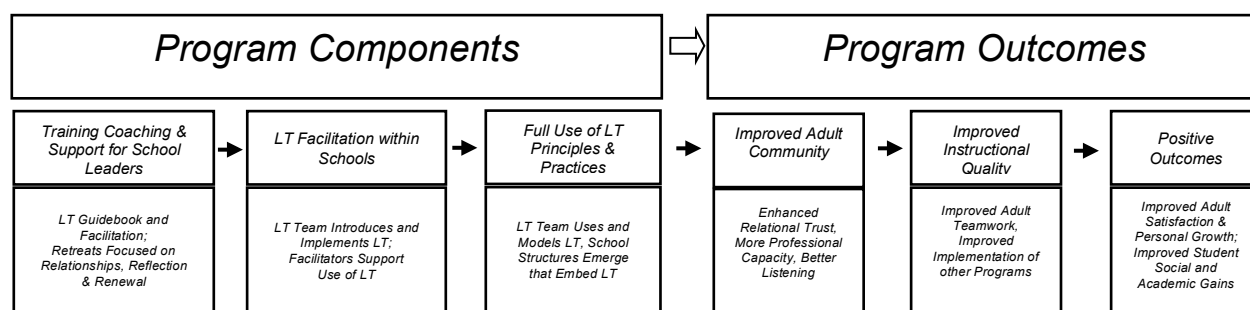 Program Components
Program Outcomes
Training Coaching &
Support for School
Leaders
LT Facilitation within
Schools
Full Use of LT
Principles &
Practices
Improved Adult
Community
Improved
Instructional
Quality
Positive
Outcomes
LT Guidebook and
Facilitation;
Retreats Focused on
Relationships, Reflection
& Renewal
LT Team Introduces and
Implements LT;
Facilitators Support
Use of LT
LT Team Uses and
Models LT, School
Structures Emerge
that Embed LT
Enhanced
Relational Trust,
More Professional
Capacity, Better
Listening
Improved Adult
Teamwork,
Improved
Implementation of
other Programs
Improved Adult
Satisfaction &
Personal Growth;
Improved Student
Social and
Academic Gains